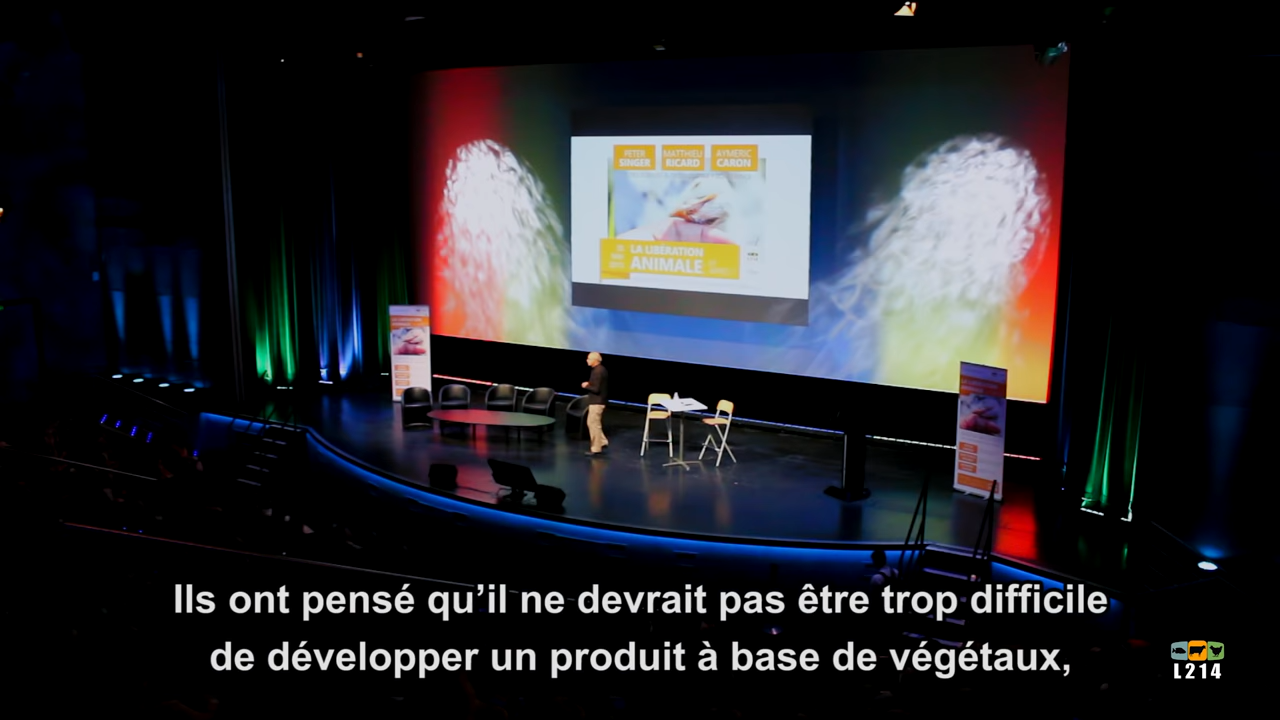 PETER
SINGER
MATTHIEU
RICARD
AYMERIC
CARON
LA LIBÉRATION
ANIMALE
Ils ont pensé qu’il ne devrait pas être trop difficile
de développer un produit à base de végétaux,
L214